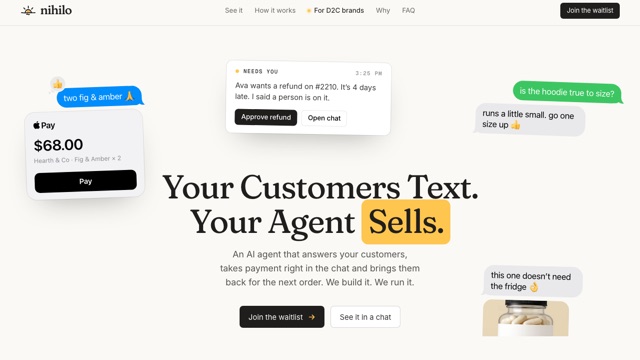 nihilo
See it
How it works
For D2C brands
Why
FAQ
Join the waitlist
NEEDS YOU
3:26 PM
Ava wants a refund on #2210. It's 4 days
late. I said a person is on it.
Approve refund
Open chat
two fig & amber 🙏
Pay
$68.00
Hearth & Co · Fig & Amber × 2
Pay
is the hoodie true to size?
runs a little small. go one
size up 👍
Your Customers Text.
Your Agent Sells.
An AI agent that answers your customers,
takes payment right in the chat and brings them
back for the next order. We build it. We run it.
Join the waitlist →
See it in a chat
this one doesn't need
the fridge 👌